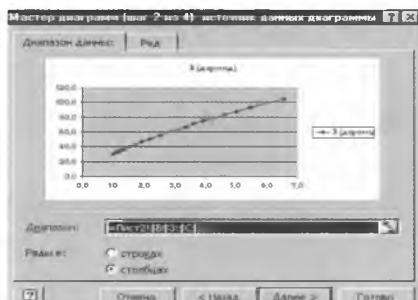 Мастер диаграмм (шаг 2 из 4): источник данных диаграммы
Диапазон данных
Ряд
120,0
100,0
80,0
60,0
40,0
20,0
0,0
0,0 1,0 2,0 3,0 4,0 5,0 6,0 7,0
Диапазон:
Ряды в:
строках
столбцах
Отмена
< Назад
Далее >
Готово